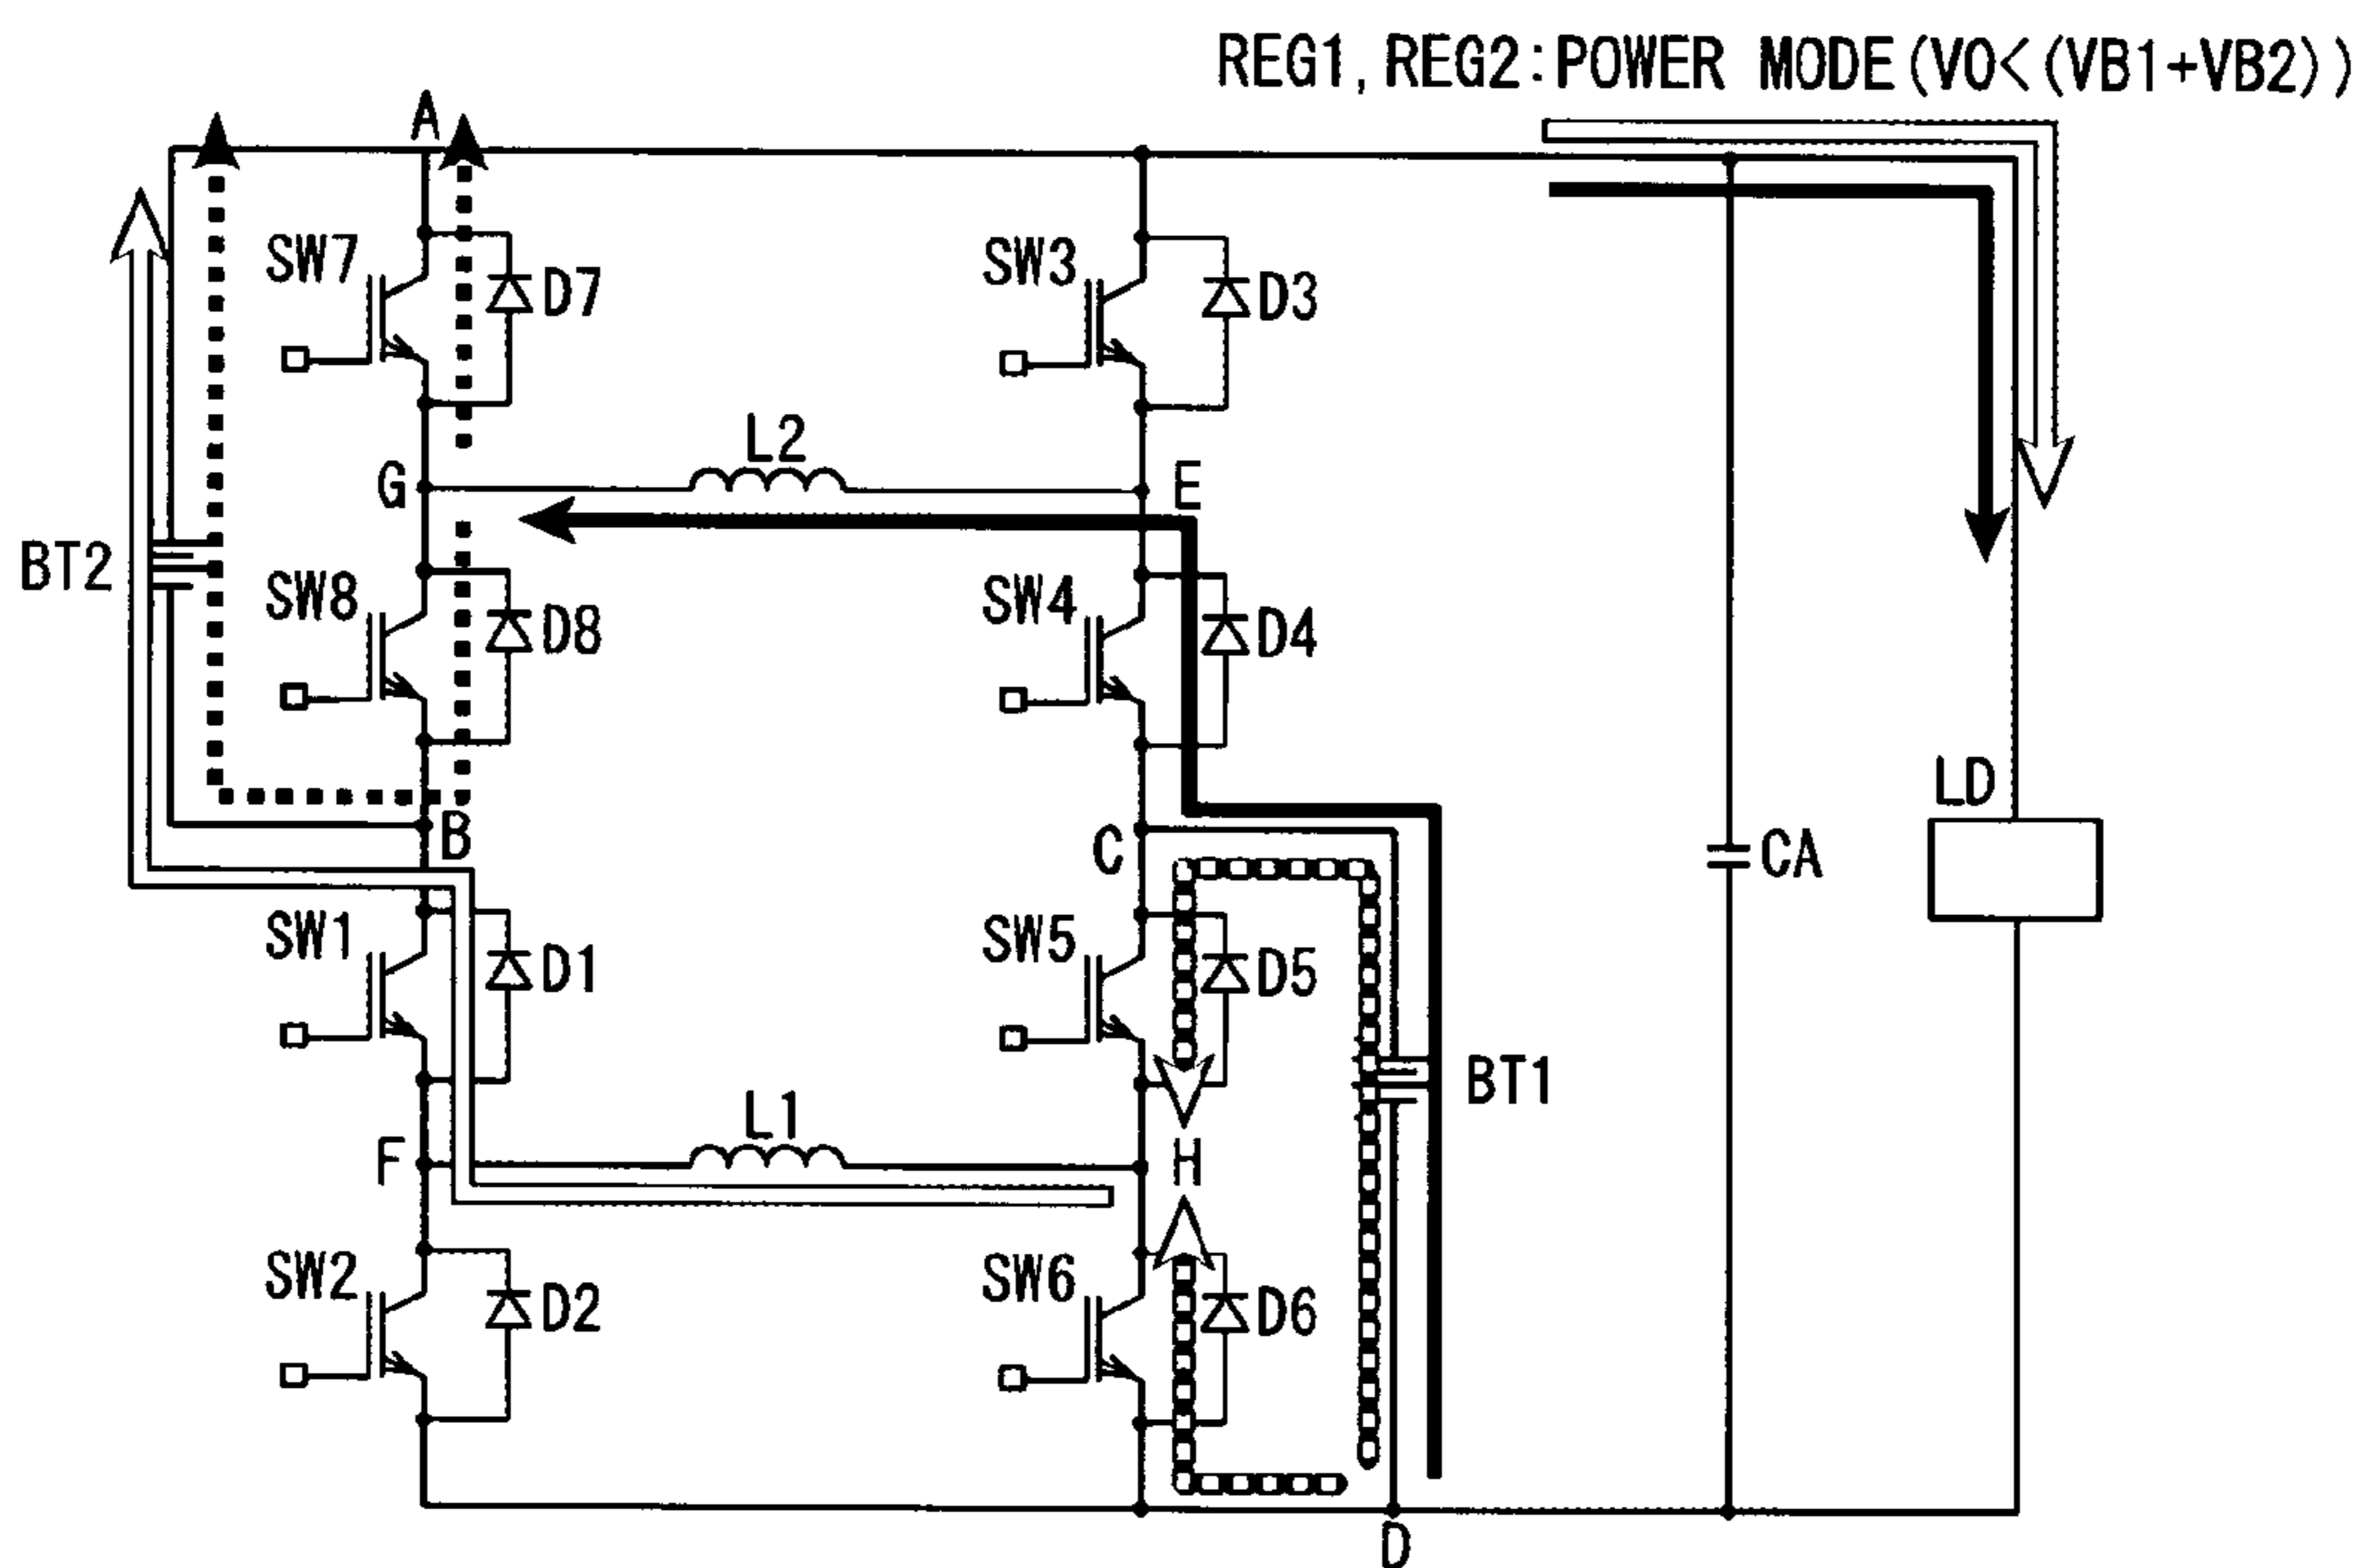 REG1, REG2:POWER MODE(V0<(VB1+VB2))
A
SW7
D7
SW3
D3
L2
G
E
BT2
SW8
D8
SW4
D4
B
C
LD
CA
SW1
D1
SW5
D5
BT1
L1
F
H
SW2
D2
SW6
D6
D